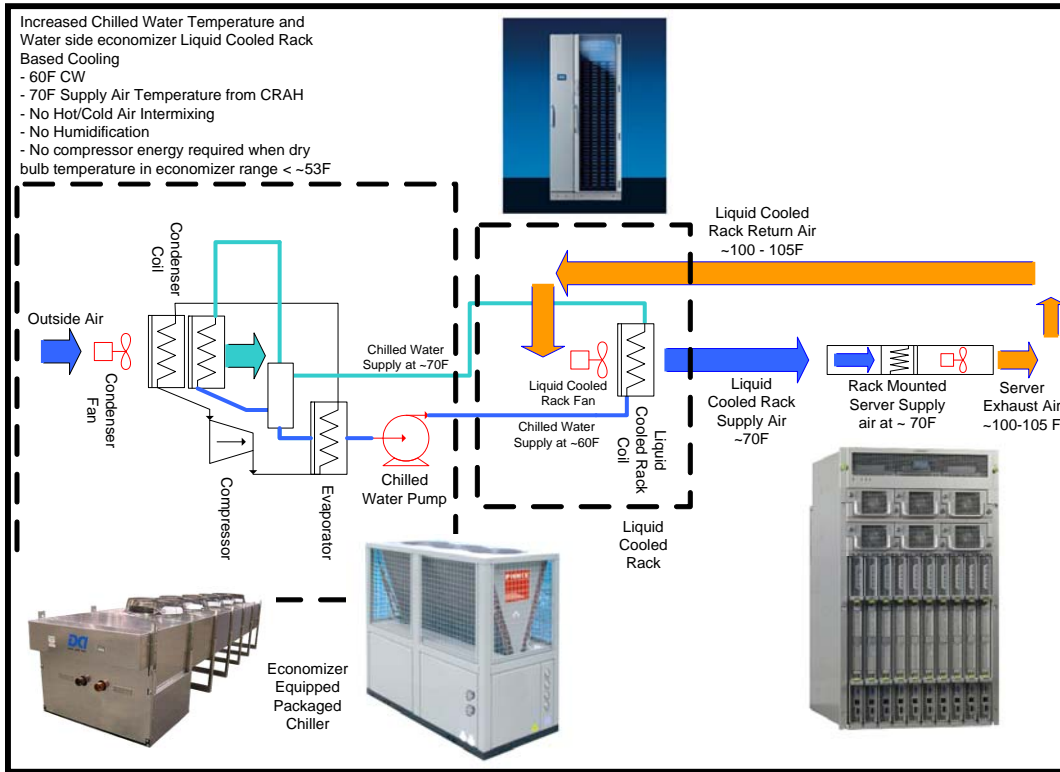 Increased Chilled Water Temperature and
Water side economizer Liquid Cooled Rack
Based Cooling
- 60F CW
- 70F Supply Air Temperature from CRAH
- No Hot/Cold Air Intermixing
- No Humidification
- No compressor energy required when dry
bulb temperature in economizer range < ~53F
Liquid Cooled
Rack Return Air
~100 - 105F
Condenser
Coil
Outside Air
Condenser
Fan
Chilled Water
Supply at ~70F
Liquid Cooled
Rack Fan
Chilled Water
Supply at ~60F
Liquid
Cooled Rack
Coil
Liquid
Cooled Rack
Supply Air
~70F
Rack Mounted
Server Supply
air at ~ 70F
Server
Exhaust Air
~100-105 F
Compressor
Evaporator
Chilled
Water Pump
Liquid
Cooled
Rack
DKI
Economizer
Equipped
Packaged
Chiller